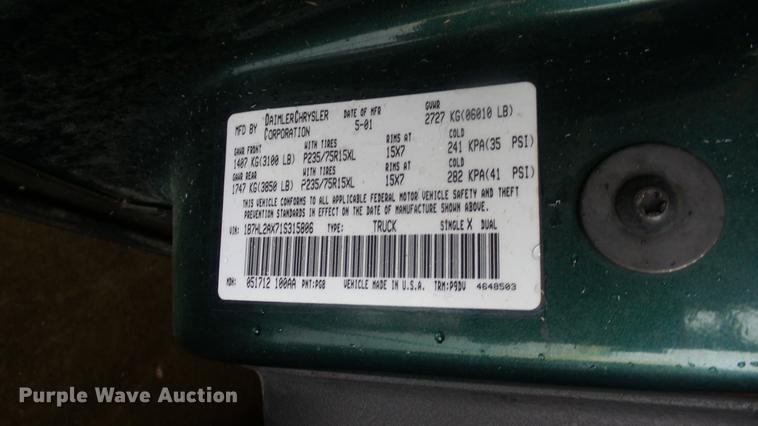 MFD BY DAIMLERCHRYSLER CORPORATION DATE OF MFR 5-01 GVWR 2727 KG(06010 LB)
GAWR FRONT WITH TIRES RIMS AT COLD
1407 KG(3100 LB) P235/75R15XL 15X7 241 KPA(35 PSI)
GAWR REAR WITH TIRES RIMS AT COLD
1747 KG(3850 LB) P235/75R15XL 15X7 282 KPA(41 PSI)
THIS VEHICLE CONFORMS TO ALL APPLICABLE FEDERAL MOTOR VEHICLE SAFETY AND THEFT
PREVENTION STANDARDS IN EFFECT ON THE DATE OF MANUFACTURE SHOWN ABOVE.
VIN: 1B7HL2AX71S315806 TYPE: TRUCK SINGLE X DUAL
MDH: 051712 100AA PNT:PG8 VEHICLE MADE IN U.S.A. TRM:P9DV 4648503
Purple Wave Auction